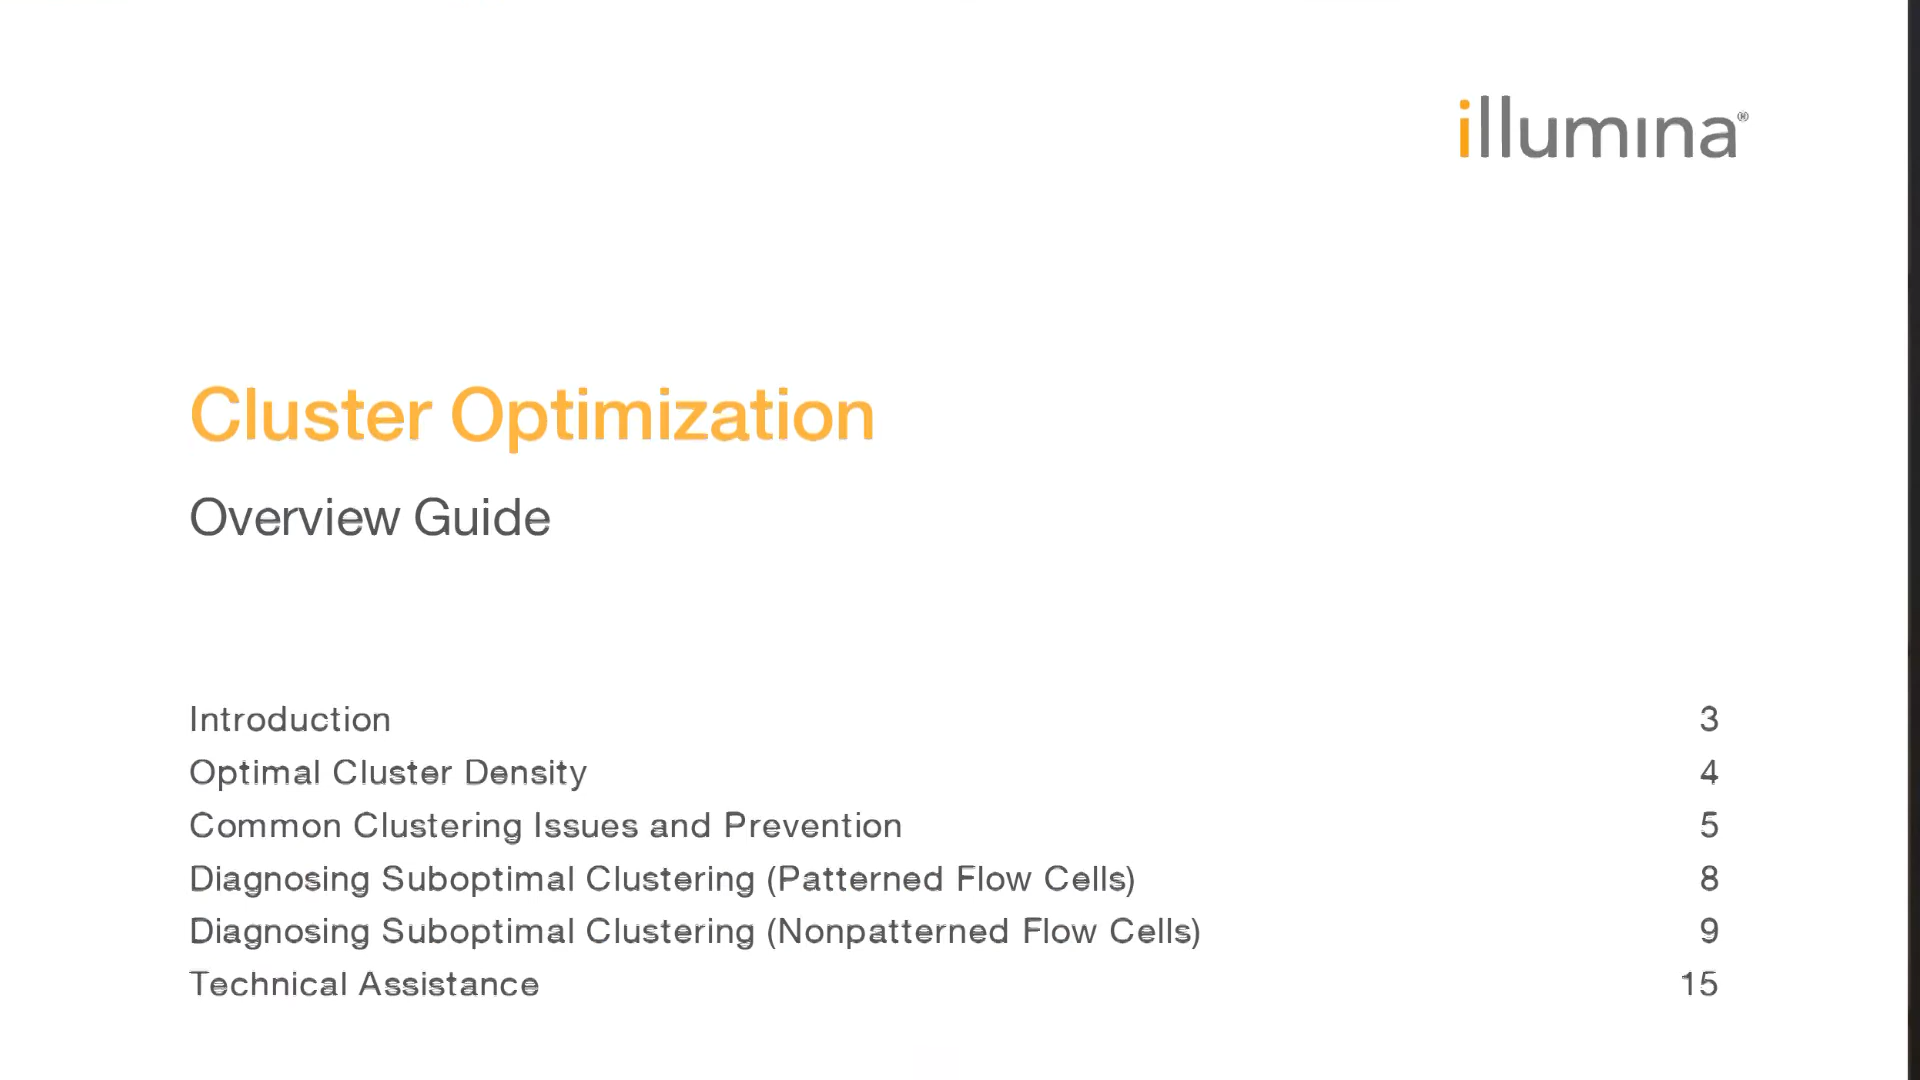 illumina®
Cluster Optimization
Overview Guide
Introduction 3
Optimal Cluster Density 4
Common Clustering Issues and Prevention 5
Diagnosing Suboptimal Clustering (Patterned Flow Cells) 8
Diagnosing Suboptimal Clustering (Nonpatterned Flow Cells) 9
Technical Assistance 15